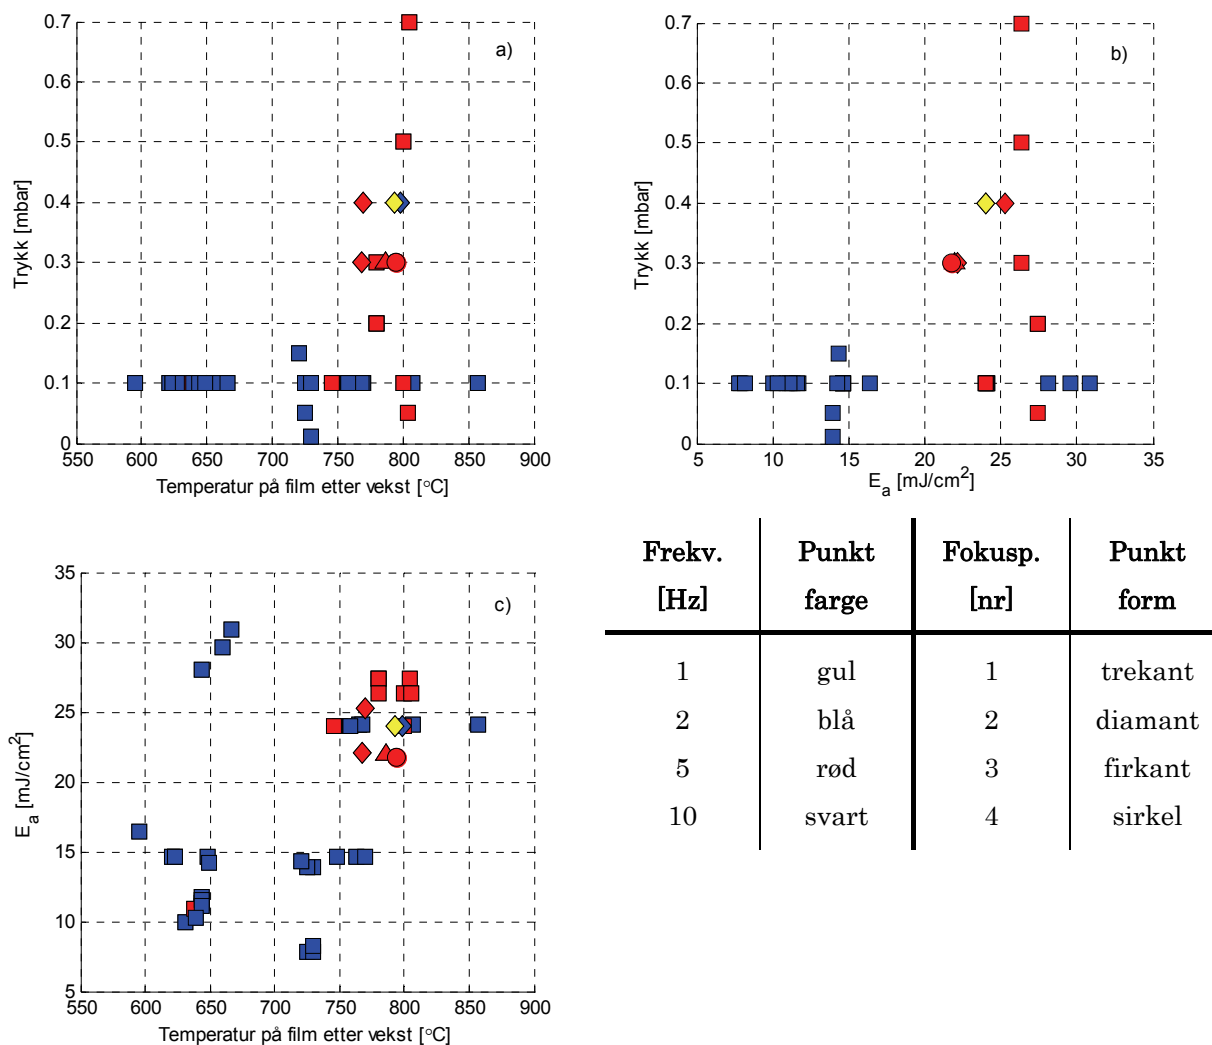 a)
0.7
0.6
0.5
0.4
0.3
0.2
0.1
0
Trykk [mbar]
550 600 650 700 750 800 850 900
Temperatur på film etter vekst [°C]
b)
0.7
0.6
0.5
0.4
0.3
0.2
0.1
0
Trykk [mbar]
5 10 15 20 25 30 35
E_a [mJ/cm²]
c)
35
30
25
20
15
10
5
E_a [mJ/cm²]
550 600 650 700 750 800 850 900
Temperatur på film etter vekst [°C]
Frekv. Punkt Fokusp. Punkt
[Hz] farge [nr] form
1 gul 1 trekant
2 blå 2 diamant
5 rød 3 firkant
10 svart 4 sirkel